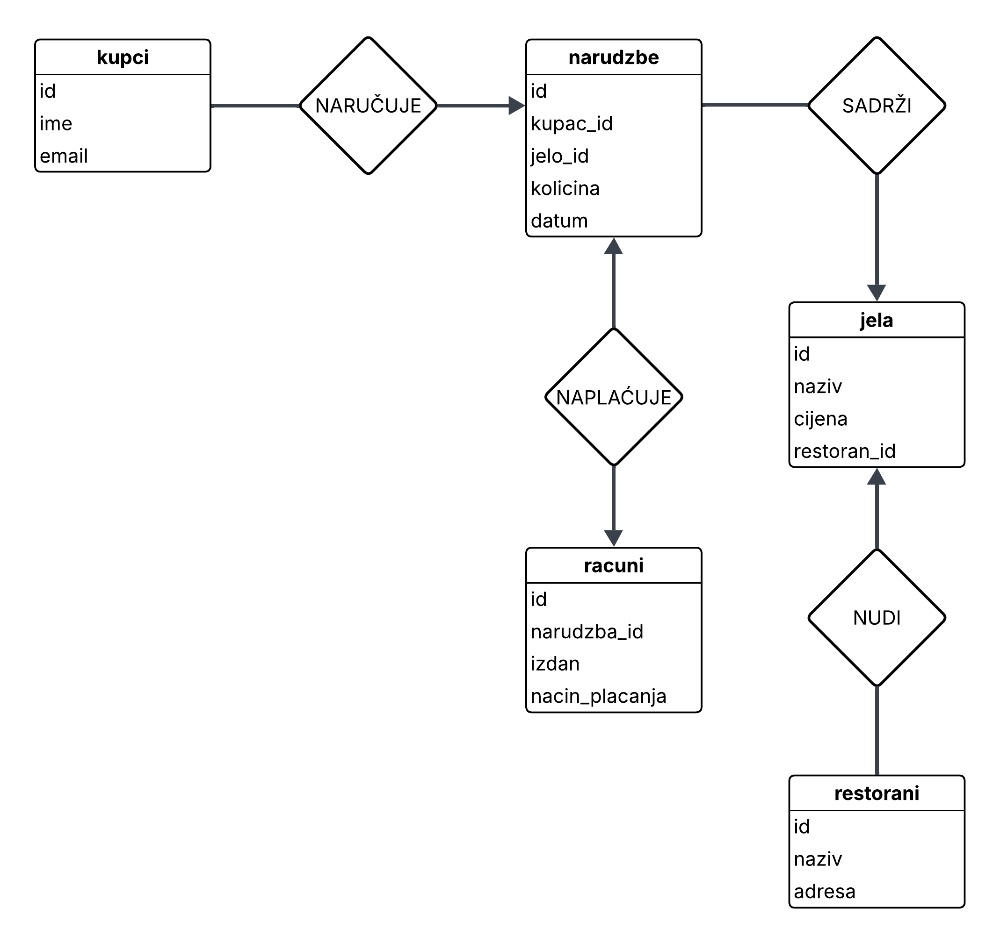 kupci
id
ime
email
NARUČUJE
narudzbe
id
kupac_id
jelo_id
kolicina
datum
SADRŽI
jela
id
naziv
cijena
restoran_id
NAPLAĆUJE
racuni
id
narudzba_id
izdan
nacin_placanja
NUDI
restorani
id
naziv
adresa